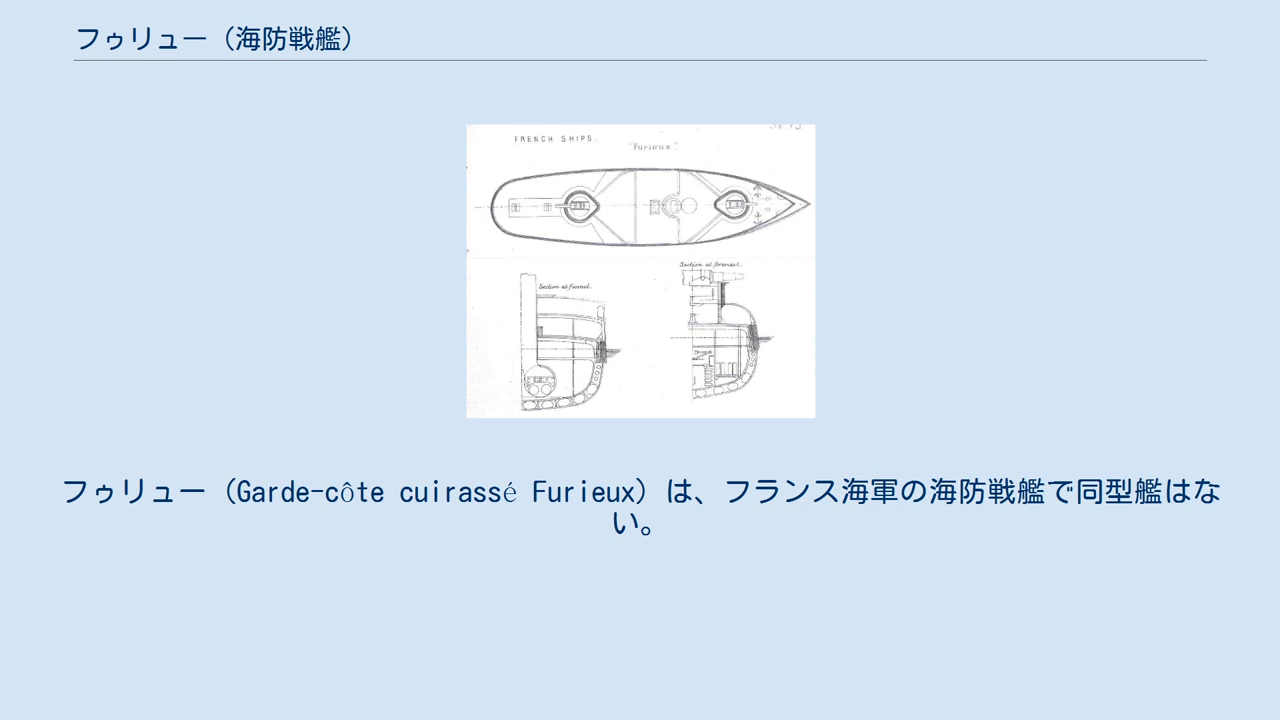 フゥリュー（海防戦艦）
FRENCH SHIPS.
"Furieux".
Section at foremast.
Section at funnel.
フゥリュー（Garde-côte cuirassé Furieux）は、フランス海軍の海防戦艦で同型艦はな
い。